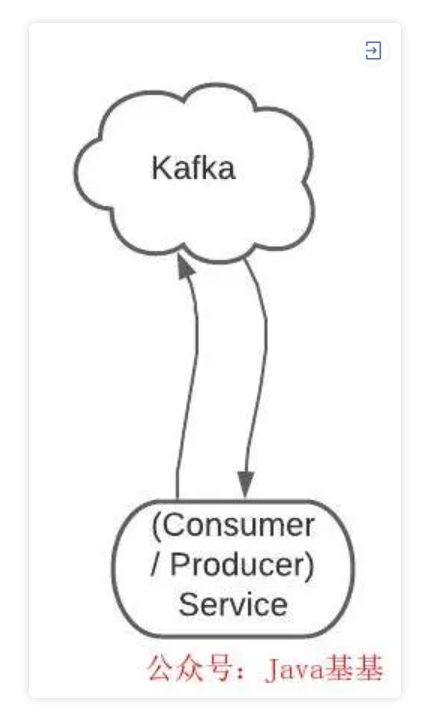 Kafka
(Consumer
/ Producer)
Service
公众号：Java基基